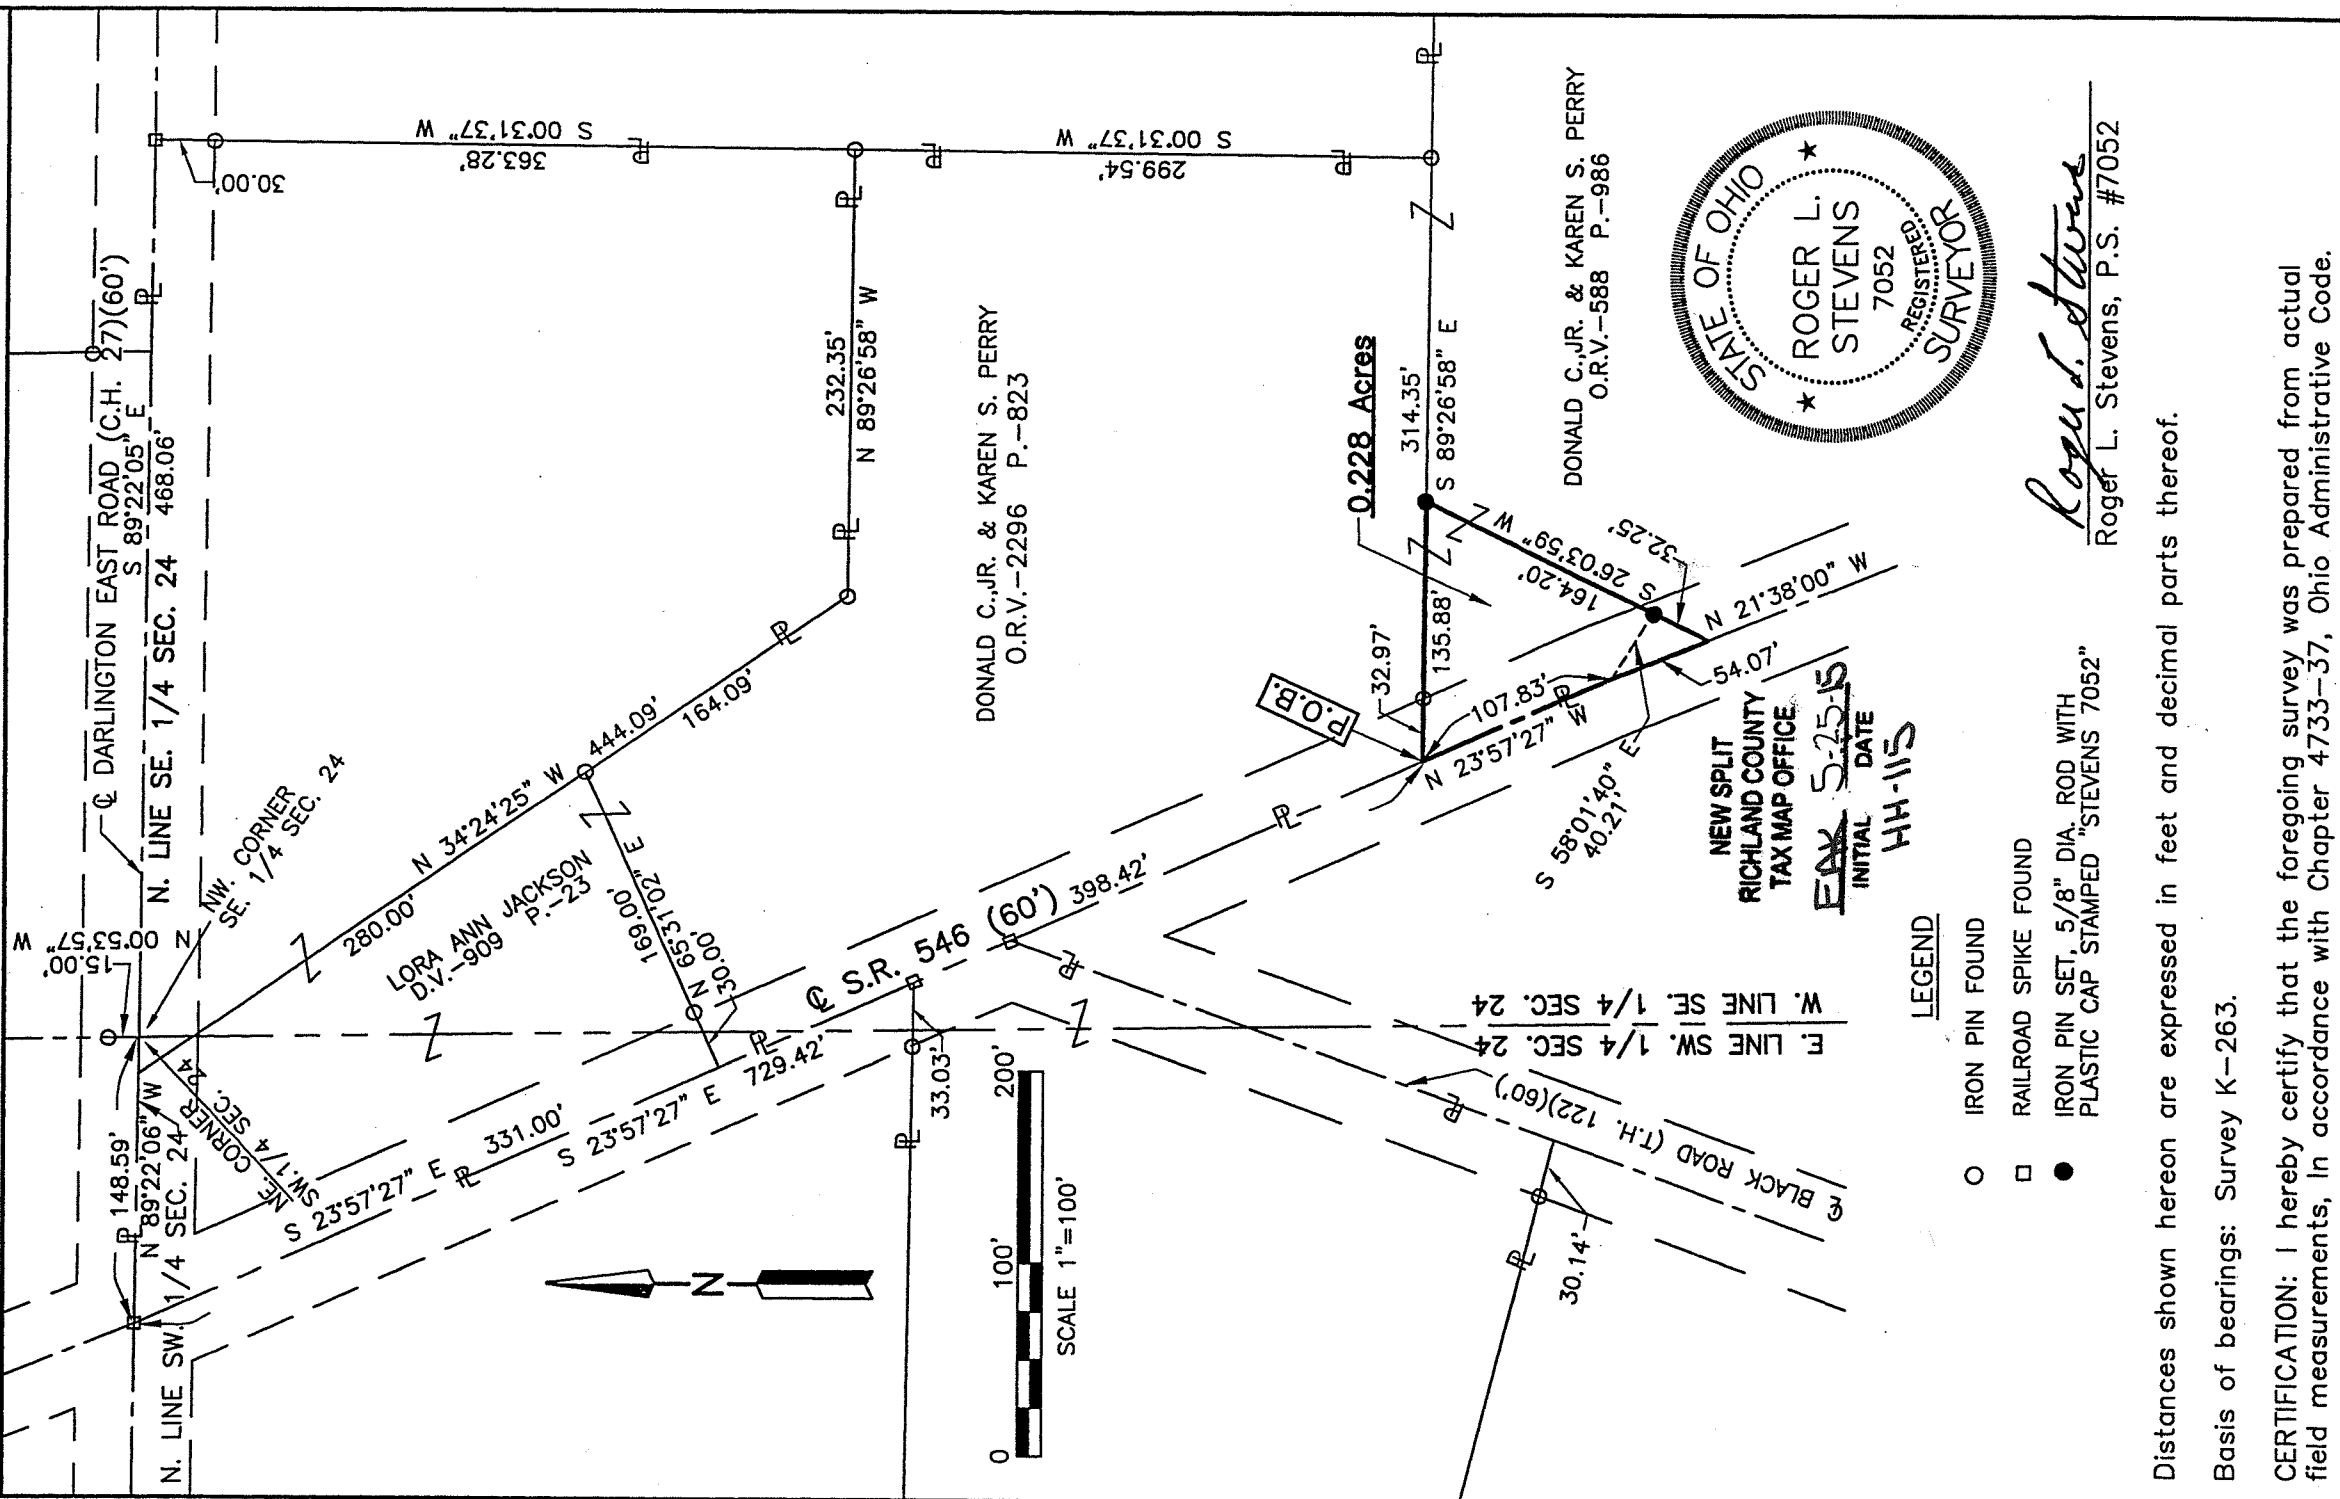 ℄ DARLINGTON EAST ROAD (C.H. 27)(60')
S 89°22'05" E
N. LINE SE. 1/4 SEC. 24 468.06'
30.00'
S 00°31'37" W
363.28'
S 00°31'37" W
299.54'
232.35'
N 89°26'58" W
N 00°53'57" W
15.00'
NW. CORNER
SE. 1/4 SEC. 24
148.59'
N 89°22'06" W
N. LINE SW. 1/4 SEC. 24
NE. CORNER
SW. 1/4 SEC. 24
N 34°24'25" W
444.09'
280.00'
164.09'
LORA ANN JACKSON
D.V.-909 P.-23
169.00'
N 65°31'02" E
30.00'
S 23°57'27" E
331.00'
S 23°57'27" E
729.42'
℄ S.R. 546 (60')
398.42'
33.03'
DONALD C.,JR. & KAREN S. PERRY
O.R.V.-2296 P.-823
P.O.B.
32.97'
135.88'
0.228 Acres
314.35'
S 89°26'58" E
S 26°03'59" W
164.20'
32.25'
N 21°38'00" W
54.07'
107.83'
N 23°57'27" W
S 58°01'40" E
40.21'
DONALD C.,JR. & KAREN S. PERRY
O.R.V.-588 P.-986
0 100' 200'
SCALE 1"=100'
N
W. LINE SE. 1/4 SEC. 24
E. LINE SW. 1/4 SEC. 24
℄ BLACK ROAD (T.H. 122)(60')
30.14'
NEW SPLIT
RICHLAND COUNTY
TAX MAP OFFICE
EAK 5-25-15
INITIAL DATE
HH-115
LEGEND
IRON PIN FOUND
RAILROAD SPIKE FOUND
IRON PIN SET, 5/8" DIA. ROD WITH
PLASTIC CAP STAMPED "STEVENS 7052"
STATE OF OHIO
ROGER L.
STEVENS
7052
REGISTERED
SURVEYOR
Roger L. Stevens
Roger L. Stevens, P.S. #7052
Distances shown hereon are expressed in feet and decimal parts thereof.
Basis of bearings: Survey K-263.
CERTIFICATION: I hereby certify that the foregoing survey was prepared from actual
field measurements, in accordance with Chapter 4733-37, Ohio Administrative Code.